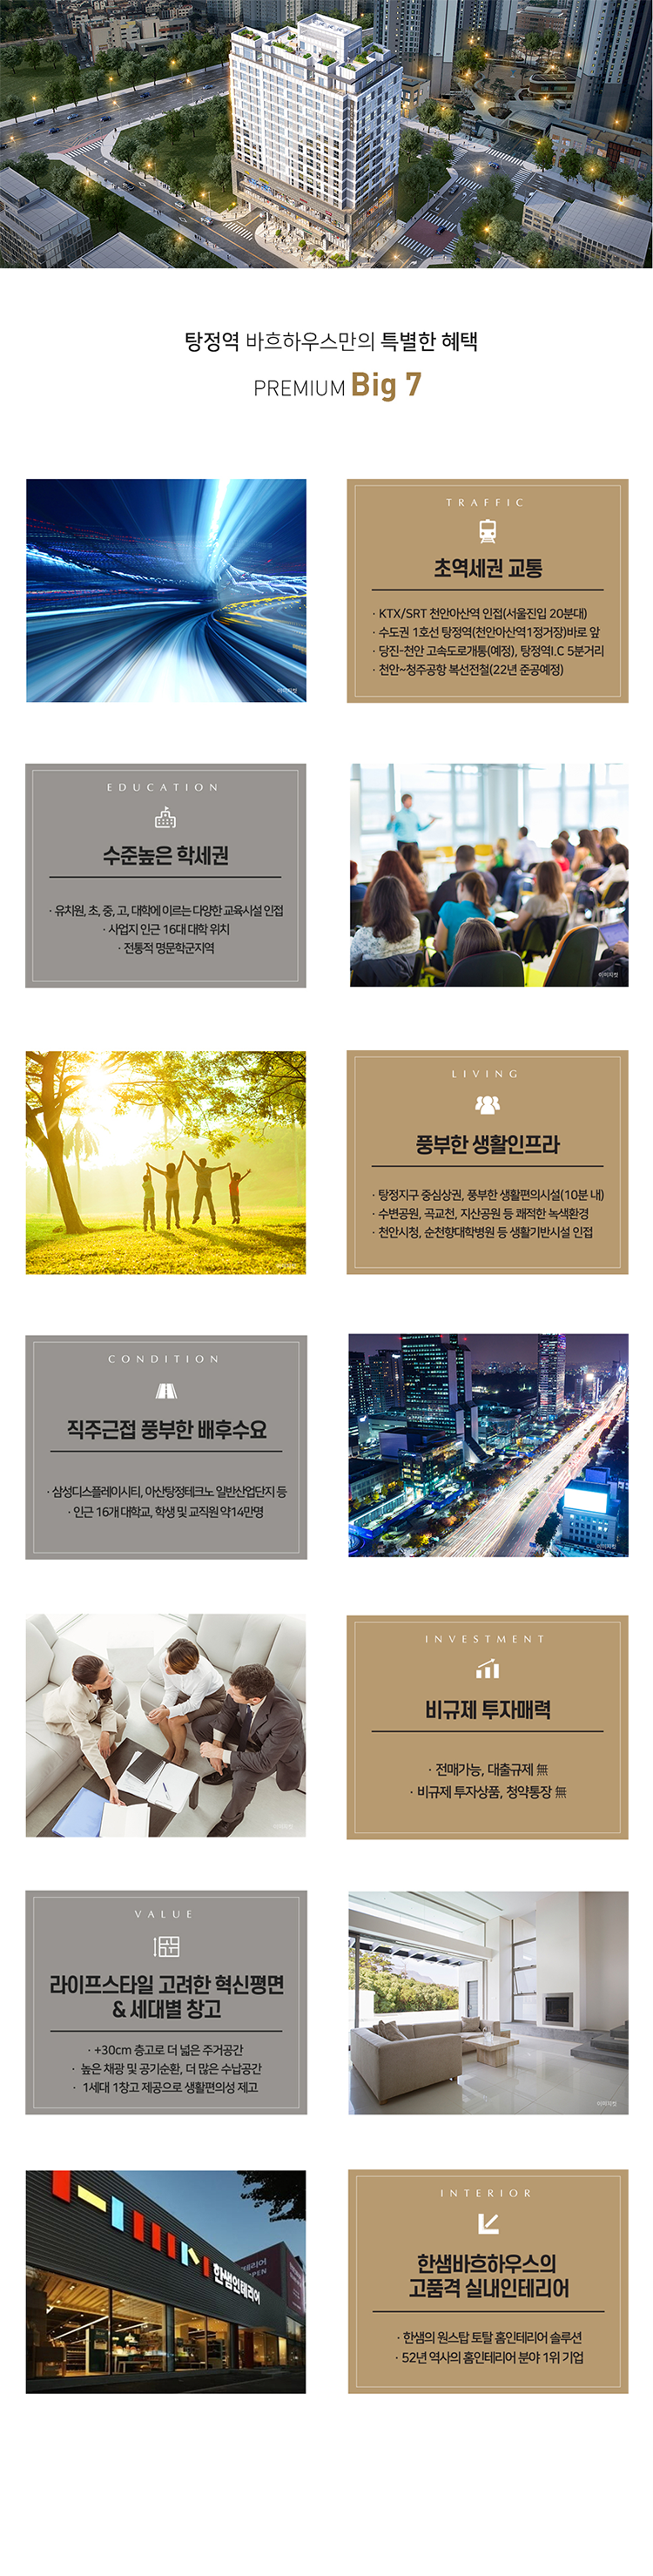 탕정역 바흐하우스만의 특별한 혜택
PREMIUM Big 7
이미지컷
TRAFFIC
초역세권 교통
· KTX/SRT 천안아산역 인접(서울진입 20분대)
· 수도권 1호선 탕정역(천안아산역1정거장)바로 앞
· 당진-천안 고속도로개통(예정), 탕정역I.C 5분거리
· 천안~청주공항 복선전철(22년 준공예정)
EDUCATION
수준높은 학세권
· 유치원, 초, 중, 고, 대학에 이르는 다양한 교육시설 인접
· 사업지 인근 16대 대학 위치
· 전통적 명문학군지역
이미지컷
이미지컷
LIVING
풍부한 생활인프라
· 탕정지구 중심상권, 풍부한 생활편의시설(10분 내)
· 수변공원, 곡교천, 지산공원 등 쾌적한 녹색환경
· 천안시청, 순천향대학병원 등 생활기반시설 인접
CONDITION
직주근접 풍부한 배후수요
· 삼성디스플레이시티, 아산탕정테크노 일반산업단지 등
· 인근 16개 대학교, 학생 및 교직원 약14만명
이미지컷
이미지컷
INVESTMENT
비규제 투자매력
· 전매가능, 대출규제 無
· 비규제 투자상품, 청약통장 無
VALUE
라이프스타일 고려한 혁신평면
& 세대별 창고
· +30cm 층고로 더 넓은 주거공간
· 높은 채광 및 공기순환, 더 많은 수납공간
· 1세대 1창고 제공으로 생활편의성 제고
이미지컷
한샘인테리어
INTERIOR
한샘바흐하우스의
고품격 실내인테리어
· 한샘의 원스탑 토탈 홈인테리어 솔루션
· 52년 역사의 홈인테리어 분야 1위 기업